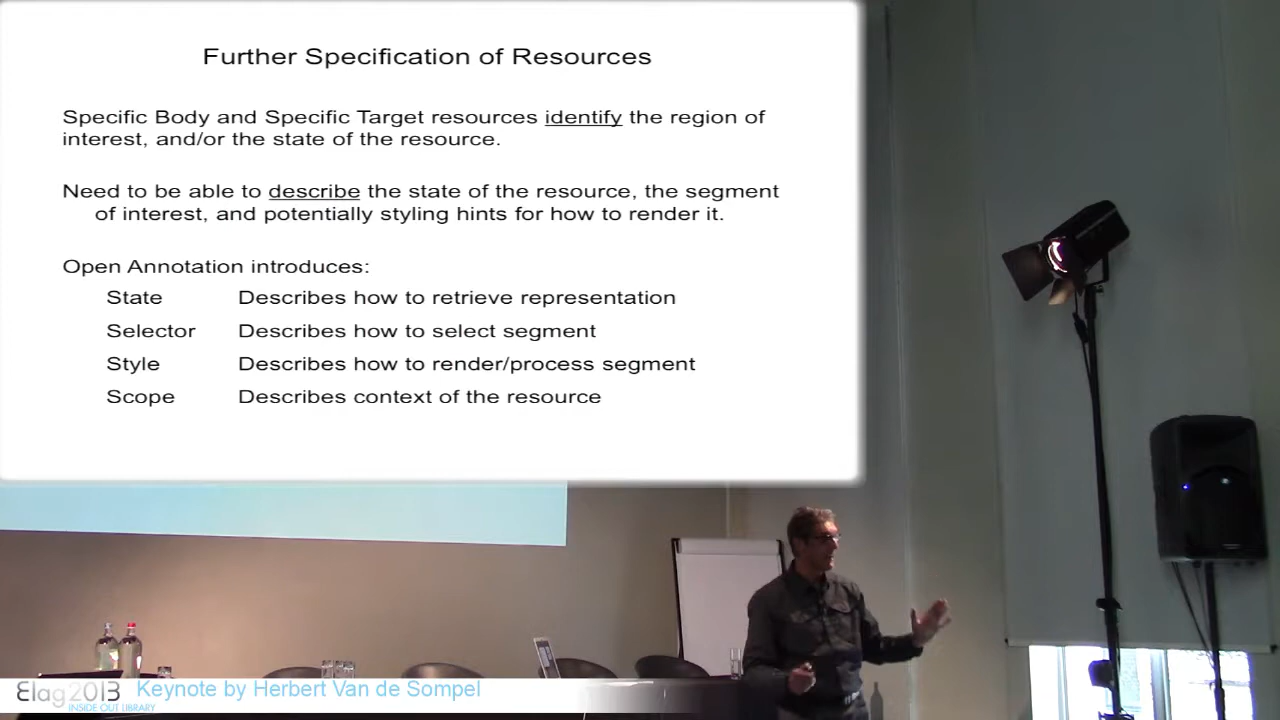 Further Specification of Resources
Specific Body and Specific Target resources identify the region of
interest, and/or the state of the resource.
Need to be able to describe the state of the resource, the segment
of interest, and potentially styling hints for how to render it.
Open Annotation introduces:
State Describes how to retrieve representation
Selector Describes how to select segment
Style Describes how to render/process segment
Scope Describes context of the resource
Elag2013 Keynote by Herbert Van de Sompel
INSIDE OUT LIBRARY